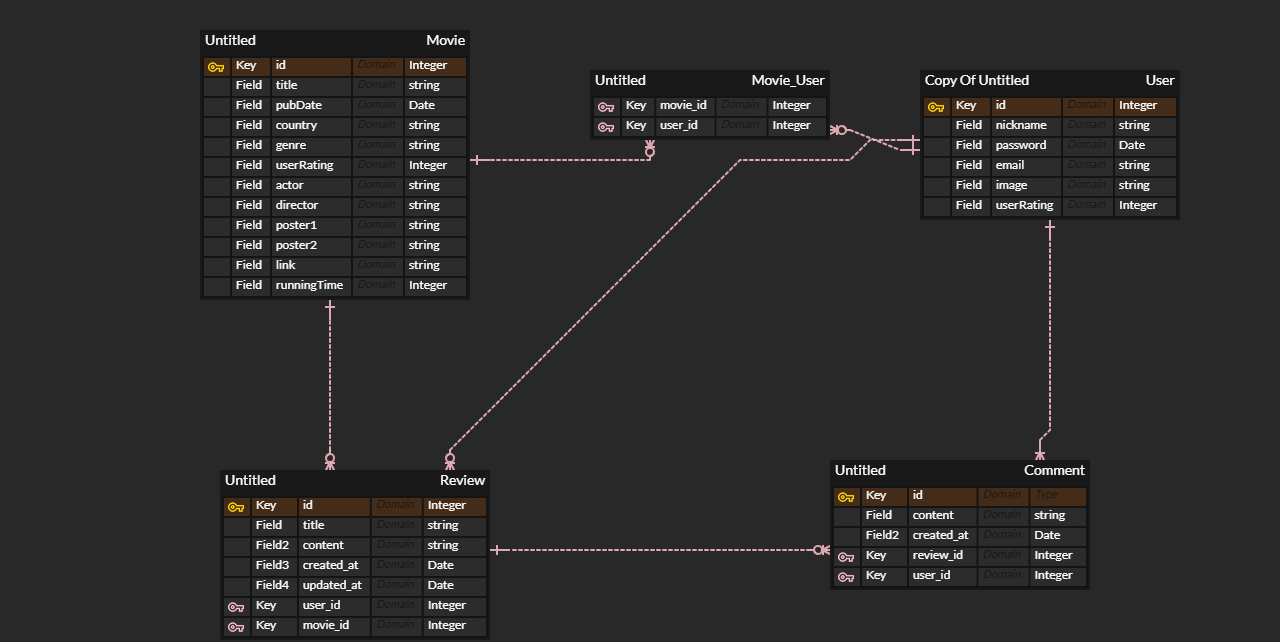 Untitled Movie
Key id Domain Integer
Field title Domain string
Field pubDate Domain Date
Field country Domain string
Field genre Domain string
Field userRating Domain Integer
Field actor Domain string
Field director Domain string
Field poster1 Domain string
Field poster2 Domain string
Field link Domain string
Field runningTime Domain Integer
Untitled Movie_User
Key movie_id Domain Integer
Key user_id Domain Integer
Copy Of Untitled User
Key id Domain Integer
Field nickname Domain string
Field password Domain Date
Field email Domain string
Field image Domain string
Field userRating Domain Integer
Untitled Review
Key id Domain Integer
Field title Domain string
Field2 content Domain string
Field3 created_at Domain Date
Field4 updated_at Domain Date
Key user_id Domain Integer
Key movie_id Domain Integer
Untitled Comment
Key id Domain Type
Field content Domain string
Field2 created_at Domain Date
Key review_id Domain Integer
Key user_id Domain Integer